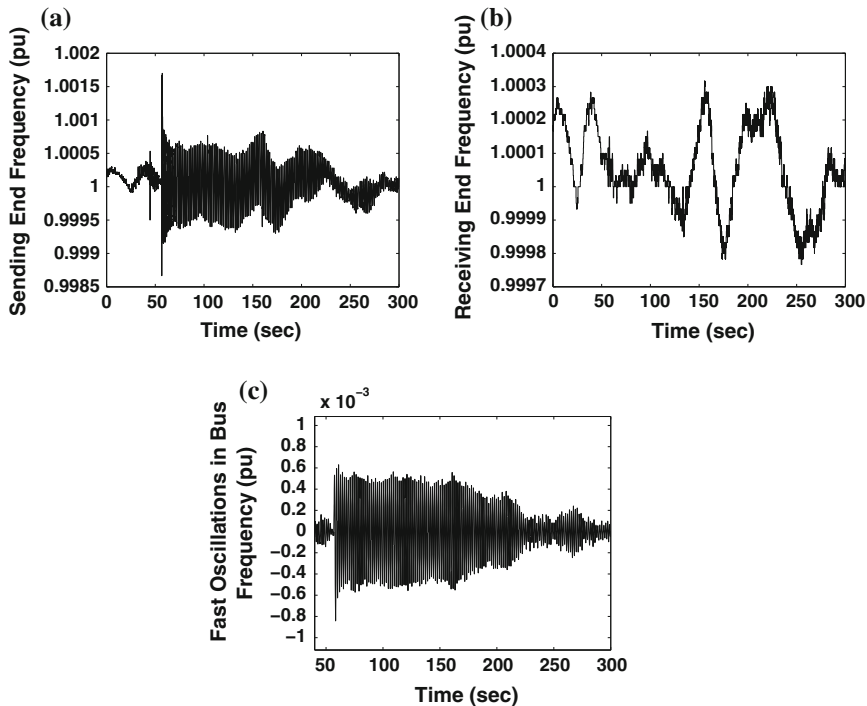 (a)
Sending End Frequency (pu)
1.002
1.0015
1.001
1.0005
1
0.9995
0.999
0.9985
0 50 100 150 200 250 300
Time (sec)
(b)
Receiving End Frequency (pu)
1.0004
1.0003
1.0002
1.0001
1
0.9999
0.9998
0.9997
0 50 100 150 200 250 300
Time (sec)
(c)
x 10⁻³
Fast Oscillations in Bus
Frequency (pu)
1
0.8
0.6
0.4
0.2
0
−0.2
−0.4
−0.6
−0.8
−1
50 100 150 200 250 300
Time (sec)